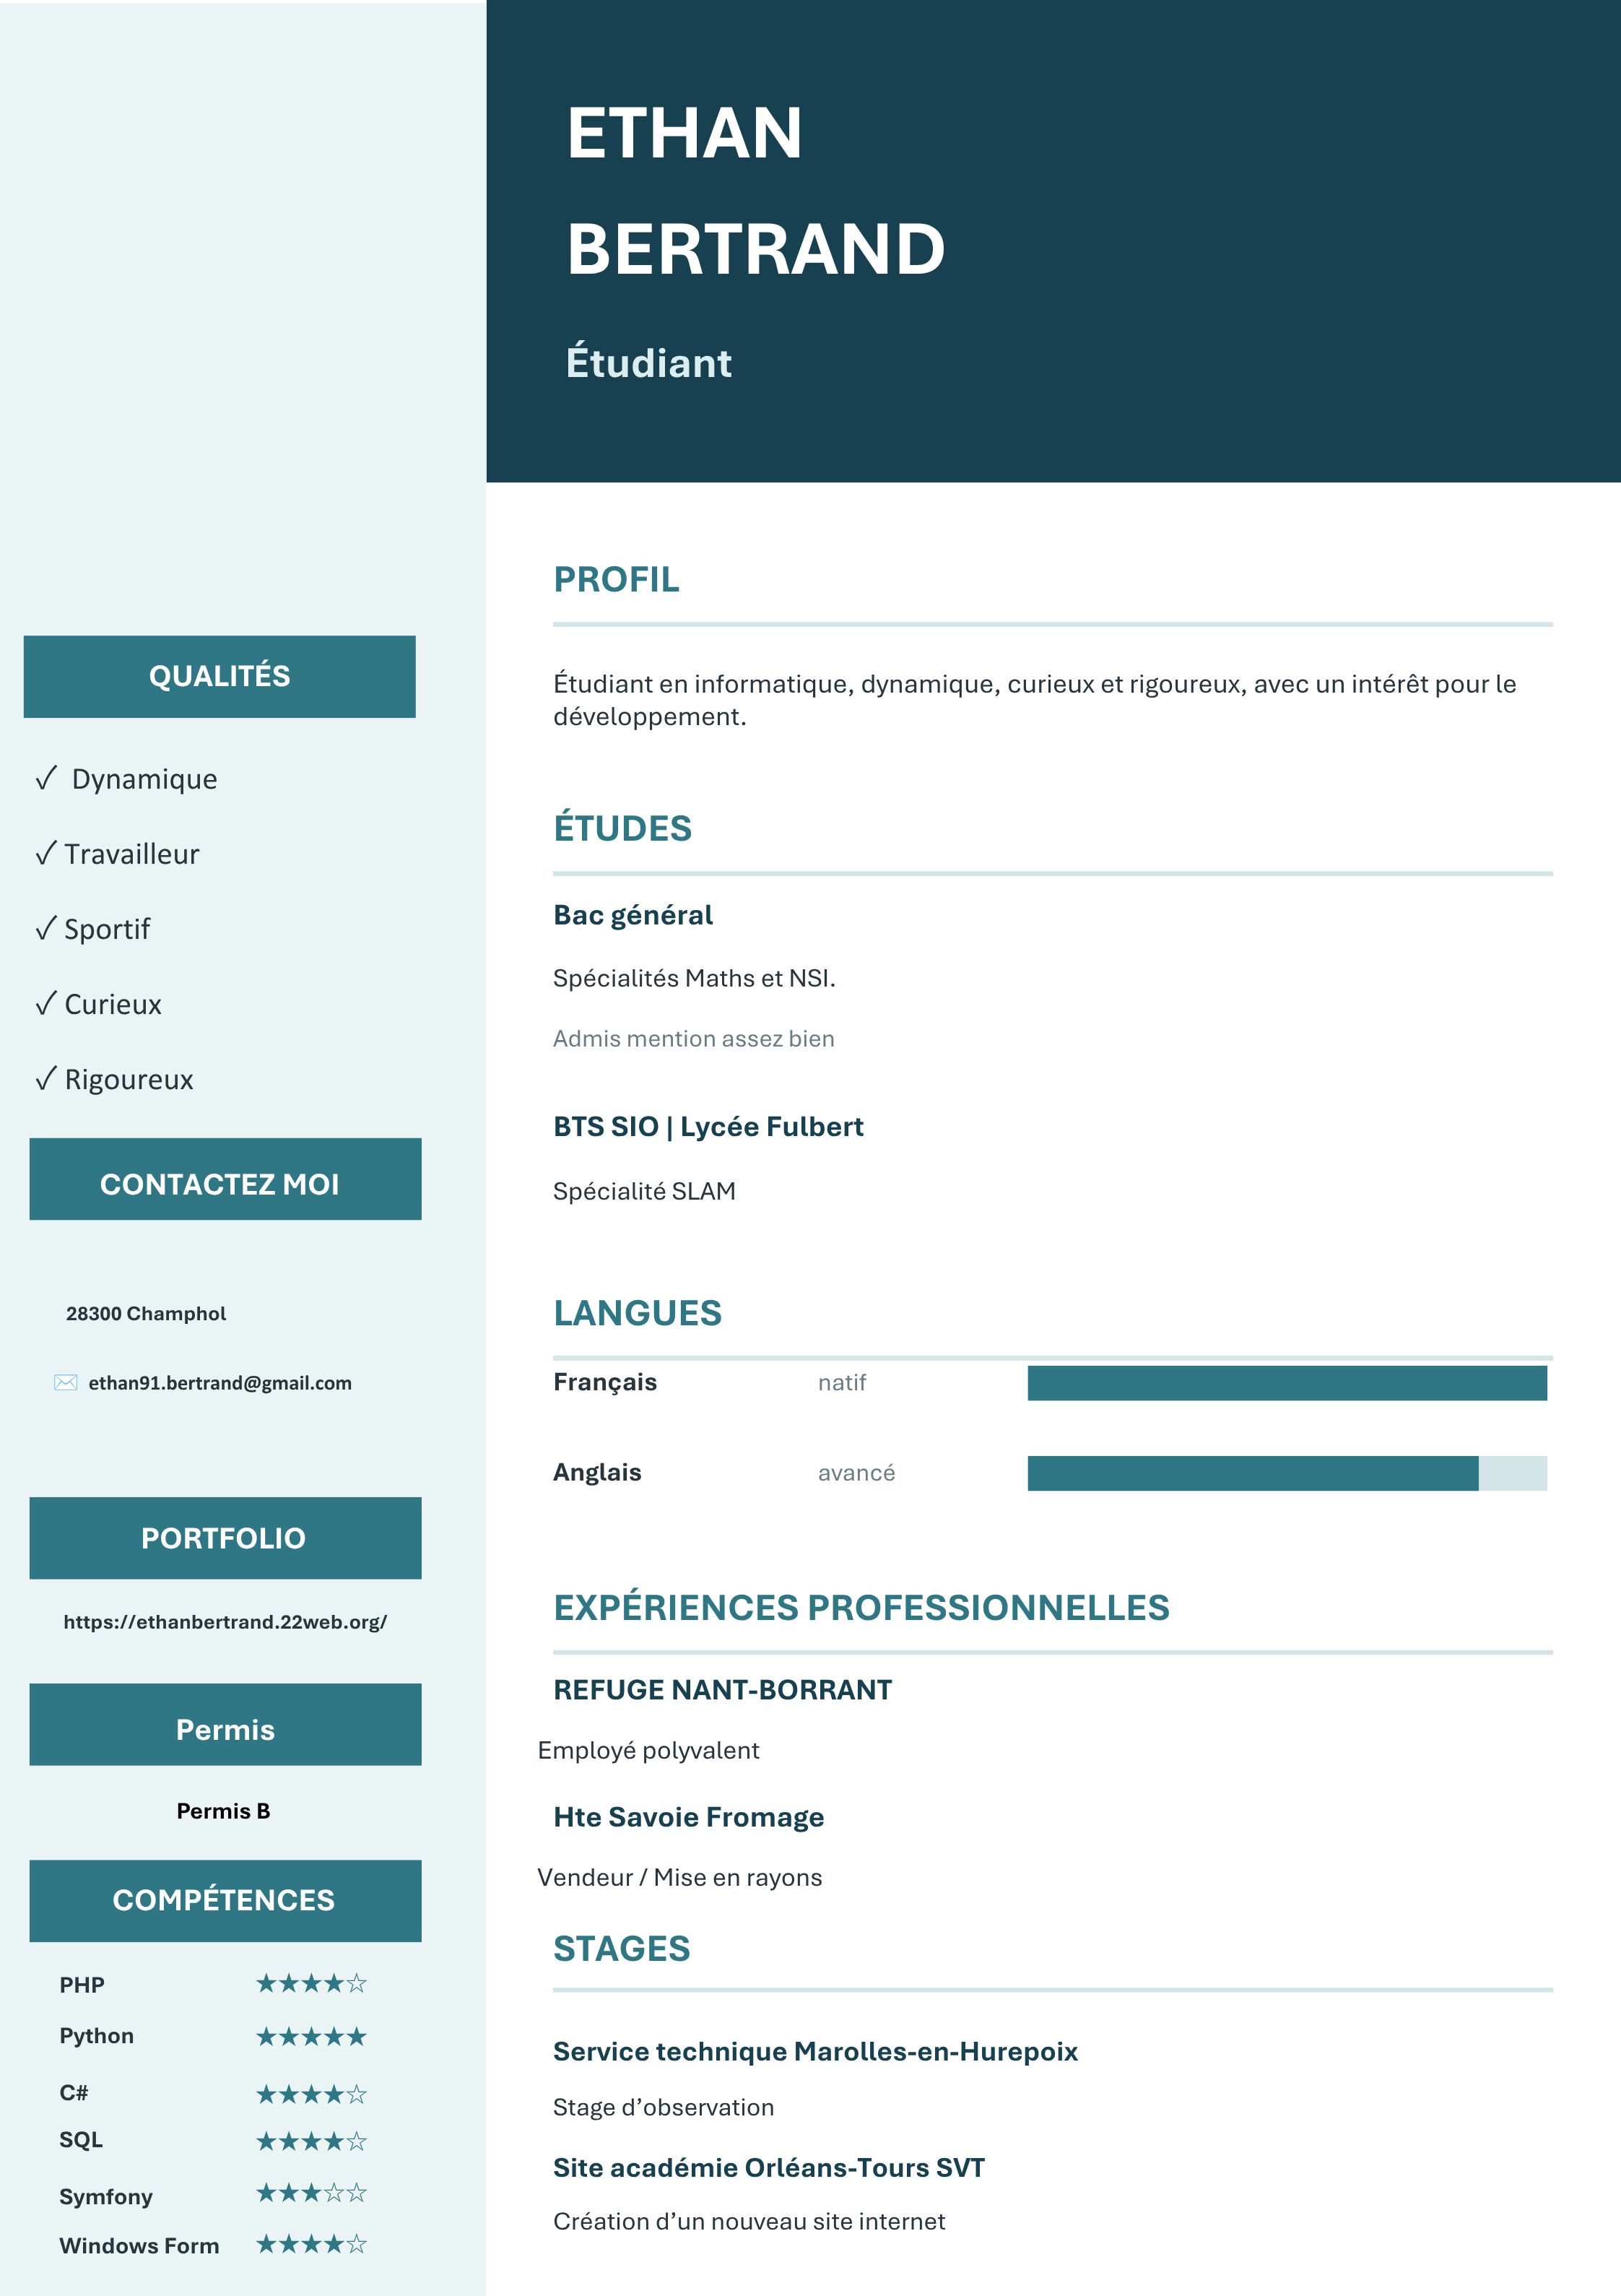 ETHAN
BERTRAND
Étudiant
QUALITÉS
✓ Dynamique
✓ Travailleur
✓ Sportif
✓ Curieux
✓ Rigoureux
CONTACTEZ MOI
28300 Champhol
✉ ethan91.bertrand@gmail.com
PORTFOLIO
https://ethanbertrand.22web.org/
Permis
Permis B
COMPÉTENCES
PHP ★★★★☆
Python ★★★★★
C# ★★★★☆
SQL ★★★★☆
Symfony ★★★☆☆
Windows Form ★★★★☆
PROFIL
Étudiant en informatique, dynamique, curieux et rigoureux, avec un intérêt pour le
développement.
ÉTUDES
Bac général
Spécialités Maths et NSI.
Admis mention assez bien
BTS SIO | Lycée Fulbert
Spécialité SLAM
LANGUES
Français natif
Anglais avancé
EXPÉRIENCES PROFESSIONNELLES
REFUGE NANT-BORRANT
Employé polyvalent
Hte Savoie Fromage
Vendeur / Mise en rayons
STAGES
Service technique Marolles-en-Hurepoix
Stage d’observation
Site académie Orléans-Tours SVT
Création d’un nouveau site internet